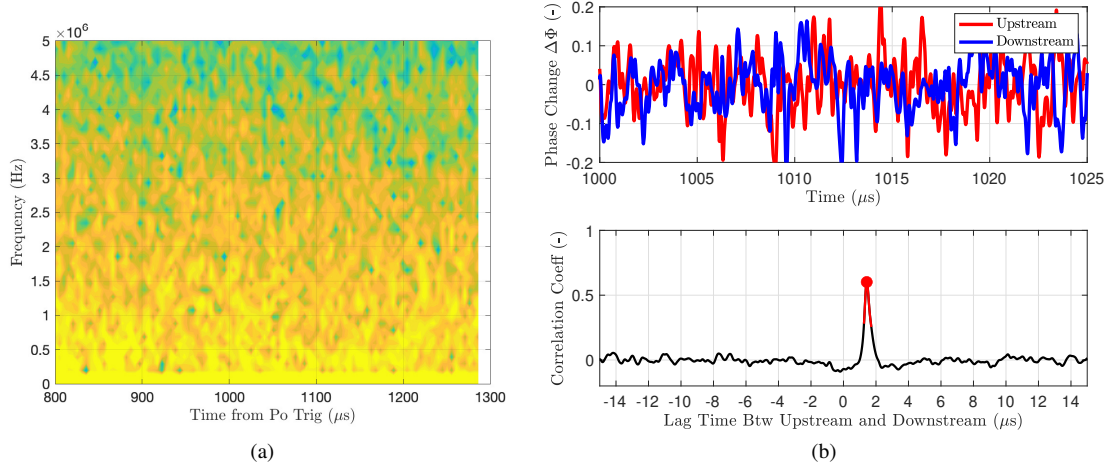 ×10⁶
5
4.5
4
3.5
3
2.5
2
1.5
1
0.5
0
Frequency (Hz)
800 900 1000 1100 1200 1300
Time from Po Trig (μs)
(a)
0.2
0.1
0
-0.1
-0.2
Phase Change ΔΦ (-)
Upstream
Downstream
1000 1005 1010 1015 1020 1025
Time (μs)
1
0.5
0
Correlation Coeff (-)
-14 -12 -10 -8 -6 -4 -2 0 2 4 6 8 10 12 14
Lag Time Btw Upstream and Downstream (μs)
(b)